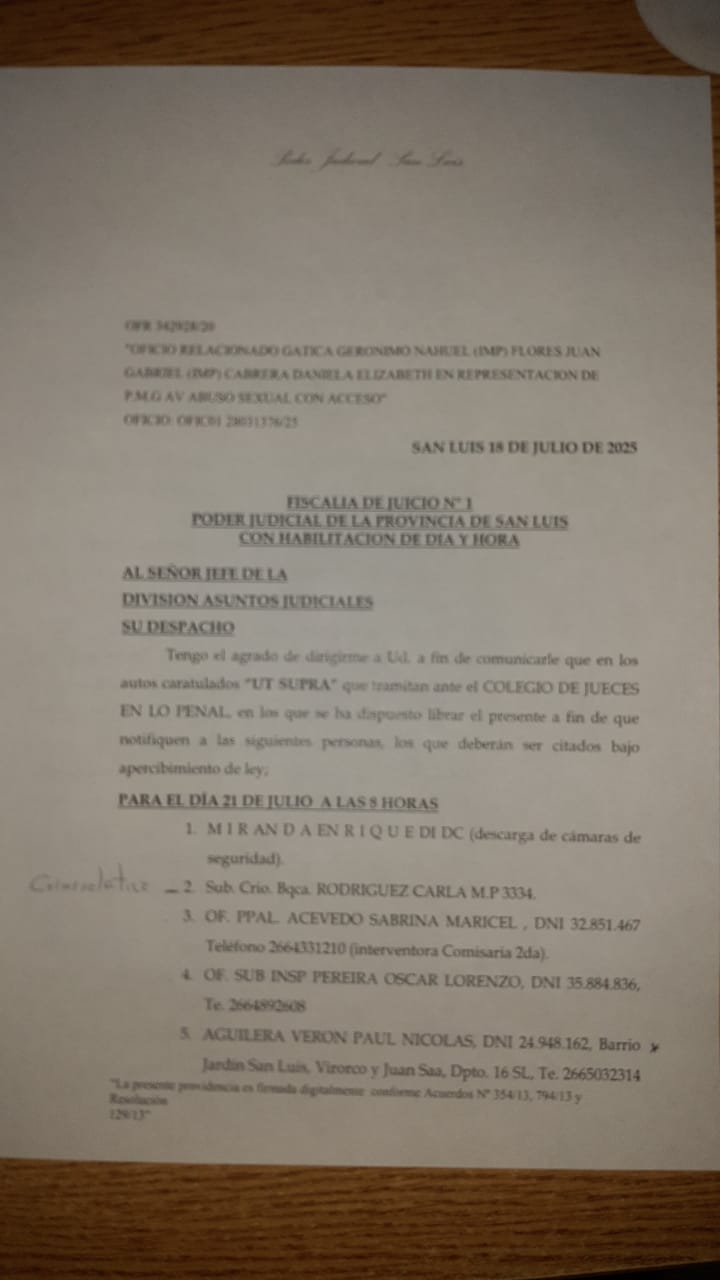 Poder Judicial San Luis
OFR 342928/20
"OFICIO RELACIONADO GATICA GERONIMO NAHUEL (IMP) FLORES JUAN
GABRIEL (IMP) CABRERA DANIELA ELIZABETH EN REPRESENTACION DE
P.M.G AV ABUSO SEXUAL CON ACCESO"
OFICIO: OFIC01 28031376/25
SAN LUIS 18 DE JULIO DE 2025
FISCALIA DE JUICIO N° 1
PODER JUDICIAL DE LA PROVINCIA DE SAN LUIS
CON HABILITACION DE DIA Y HORA
AL SEÑOR JEFE DE LA
DIVISION ASUNTOS JUDICIALES
SU DESPACHO
Tengo el agrado de dirigirme a Ud. a fin de comunicarle que en los
autos caratulados "UT SUPRA" que tramitan ante el COLEGIO DE JUECES
EN LO PENAL, en los que se ha dispuesto librar el presente a fin de que
notifiquen a las siguientes personas, los que deberán ser citados bajo
apercibimiento de ley;
PARA EL DÍA 21 DE JULIO A LAS 8 HORAS
1. M I R A N D A EN R I Q U E DI DC (descarga de cámaras de
seguridad).
2. Sub. Crio. Bqca. RODRIGUEZ CARLA M.P 3334.
3. OF. PPAL. ACEVEDO SABRINA MARICEL , DNI 32.851.467
Teléfono 2664331210 (interventora Comisaria 2da).
4. OF. SUB INSP PEREIRA OSCAR LORENZO, DNI 35.884.836,
Te. 2664892608
5. AGUILERA VERON PAUL NICOLAS, DNI 24.948.162, Barrio
Jardín San Luis, Virorco y Juan Saa, Dpto. 16 SL, Te. 2665032314
"La presente providencia es firmada digitalmente conforme Acuerdos N° 354/13, 794/13 y
Resolución
129/13"